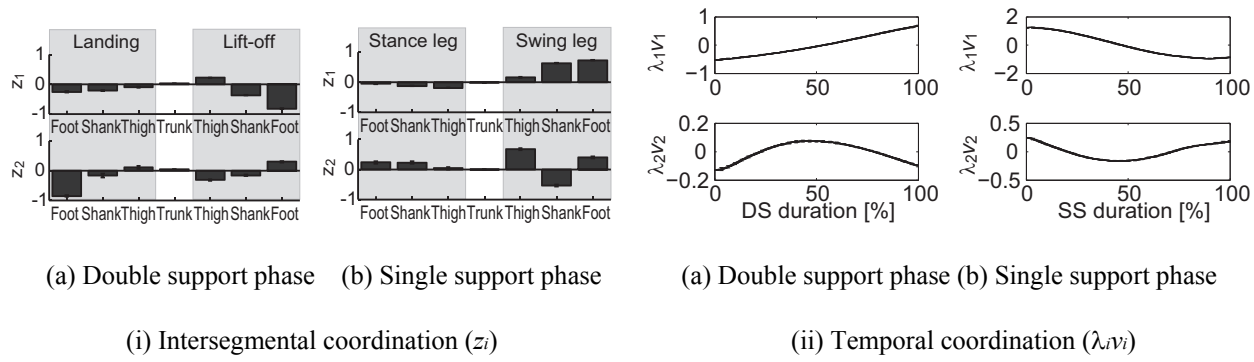 Landing Lift-off
1
z1 0
-1
Foot Shank Thigh Trunk Thigh Shank Foot
1
z2 0
-1
Foot Shank Thigh Trunk Thigh Shank Foot
Stance leg Swing leg
1
z1 0
-1
Foot Shank Thigh Trunk Thigh Shank Foot
1
z2 0
-1
Foot Shank Thigh Trunk Thigh Shank Foot
(a) Double support phase (b) Single support phase
(i) Intersegmental coordination (zi)
1
λ1v1 0
−1
0 50 100
0.2
λ2v2 0
−0.2
0 50 100
DS duration [%]
2
λ1v1 0
−2
0 50 100
0.5
λ2v2 0
−0.5
0 50 100
SS duration [%]
(a) Double support phase (b) Single support phase
(ii) Temporal coordination (λivi)